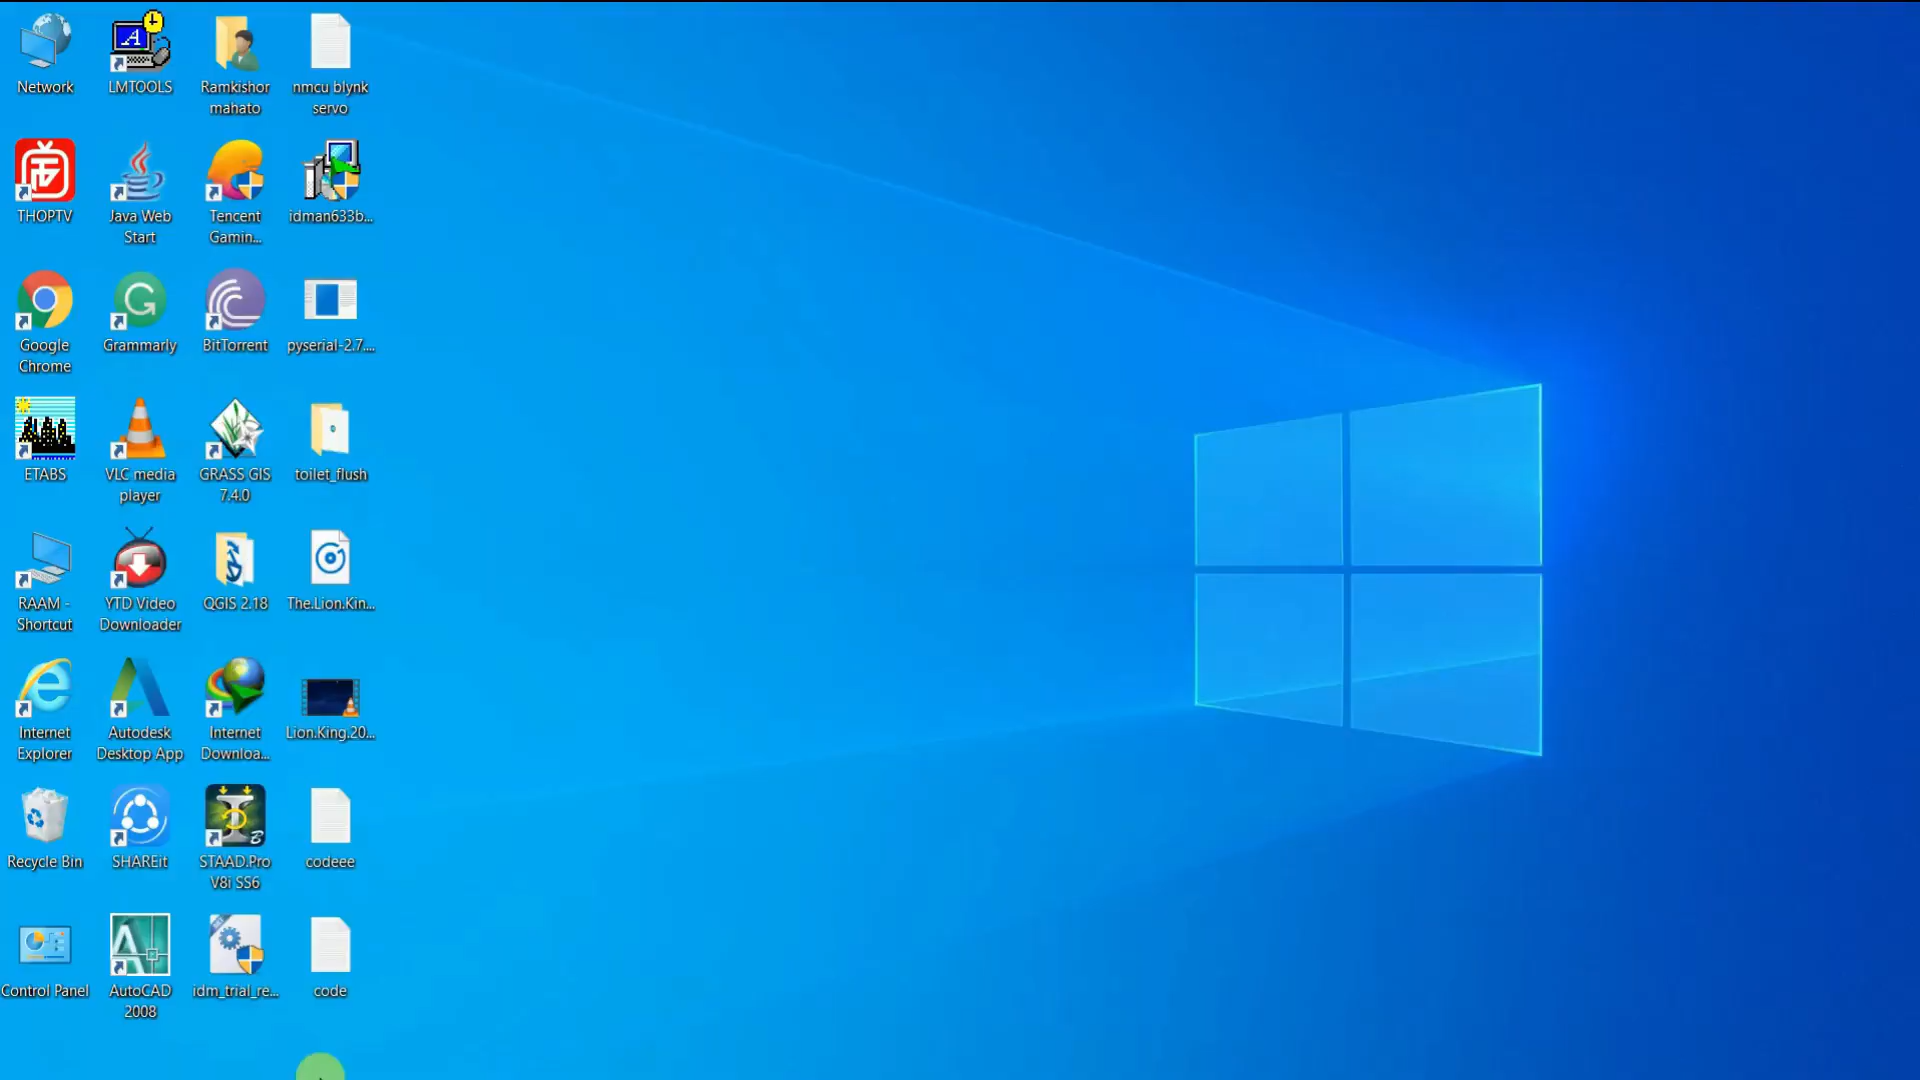 Network
LMTOOLS
Ramkishor
mahato
nmcu blynk
servo
THOPTV
Java Web
Start
Tencent
Gamin...
idman633b...
Google
Chrome
Grammarly
BitTorrent
pyserial-2.7....
ETABS
VLC media
player
GRASS GIS
7.4.0
toilet_flush
RAAM -
Shortcut
YTD Video
Downloader
QGIS 2.18
The.Lion.Kin...
Internet
Explorer
Autodesk
Desktop App
Internet
Downloa...
Lion.King.20...
Recycle Bin
SHAREit
STAAD.Pro
V8i SS6
codeee
Control Panel
AutoCAD
2008
idm_trial_re...
code